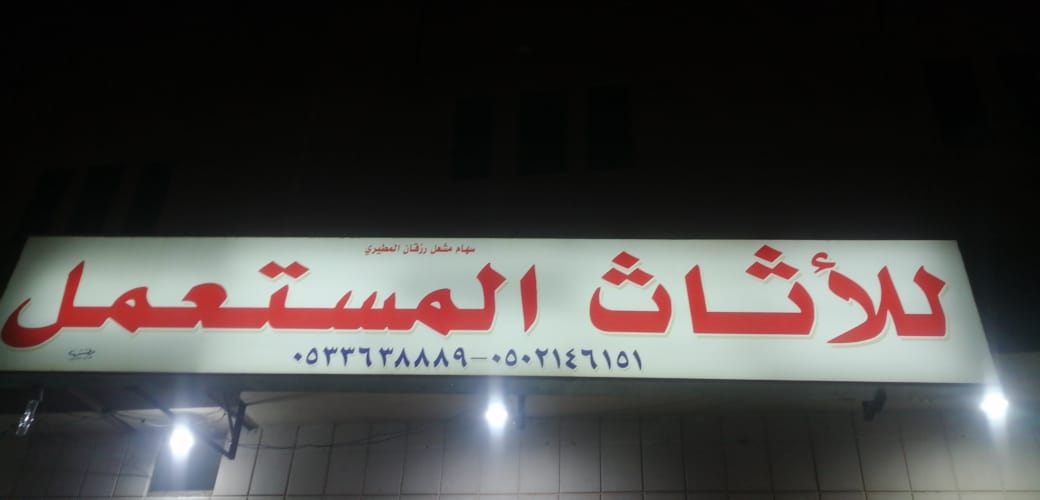 سهام مشعل رزقان المطيري
للأثاث المستعمل
٠٥٣٣٦٣٨٨٨٩-٠٥٠٢١٤٦١٥١